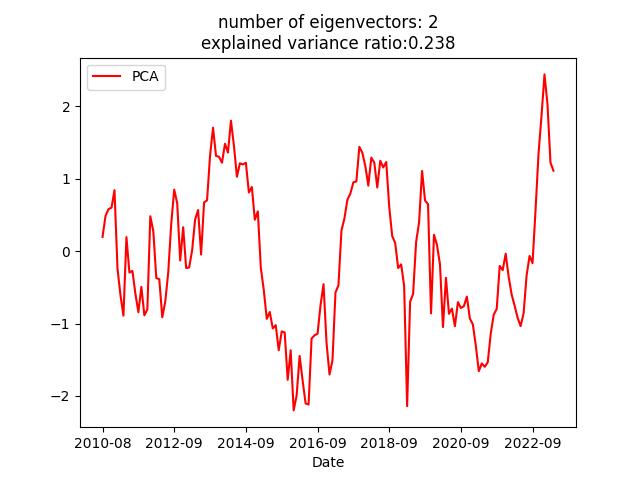 number of eigenvectors: 2
explained variance ratio:0.238
PCA
2
1
0
−1
−2
2010-08 2012-09 2014-09 2016-09 2018-09 2020-09 2022-09
Date